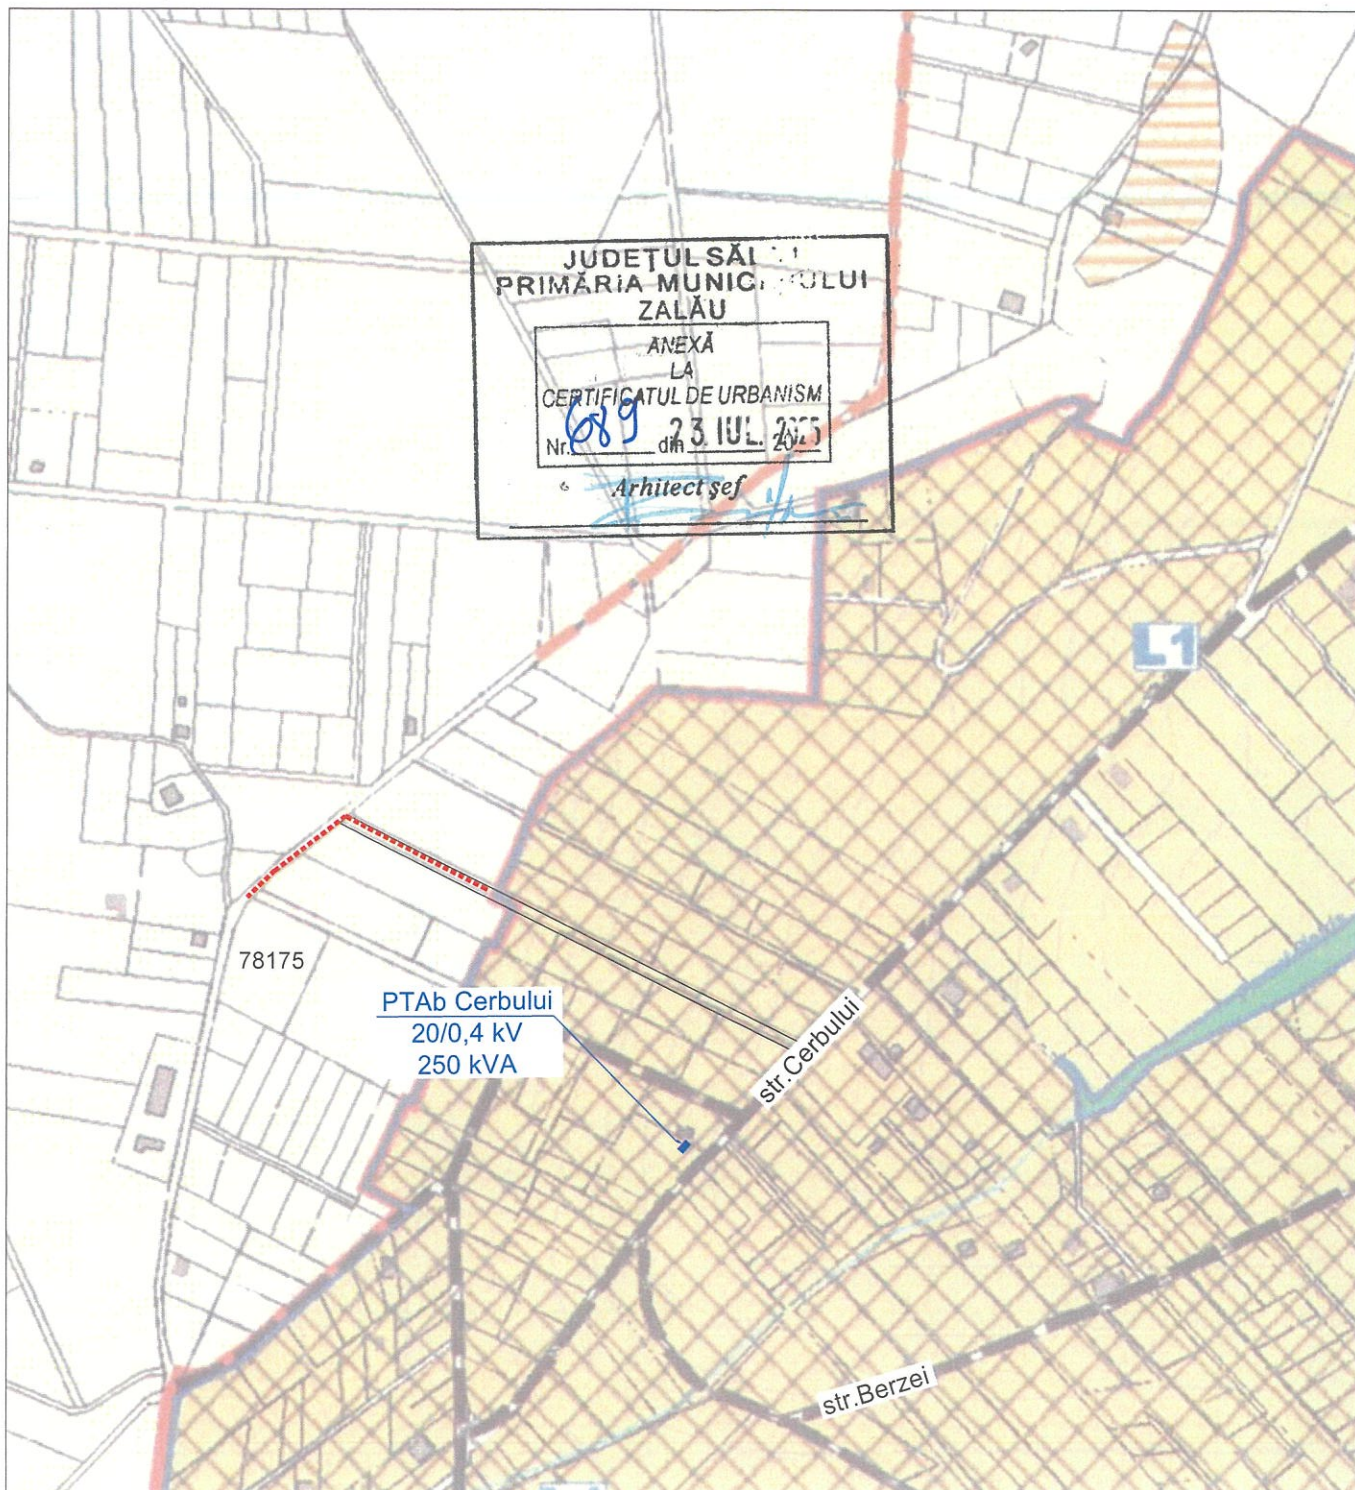 JUDEȚUL SĂL
PRIMĂRIA
ZALĂU
ANEXĂ
LA
CERTIFICATUL DE URBANISM
Nr. 689 din 23. IUL. 2025
Arhitect șef
L1
78175
PTAb Cerbului
20/0,4 kV
250 kVA
str.Cerbului
str.Berzei